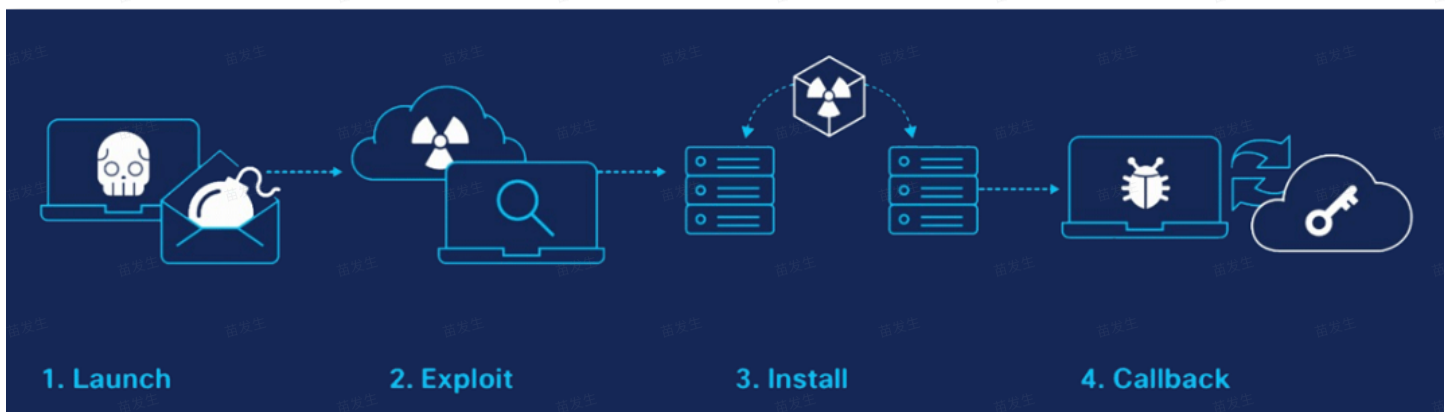 苗发生
1. Launch
2. Exploit
3. Install
4. Callback